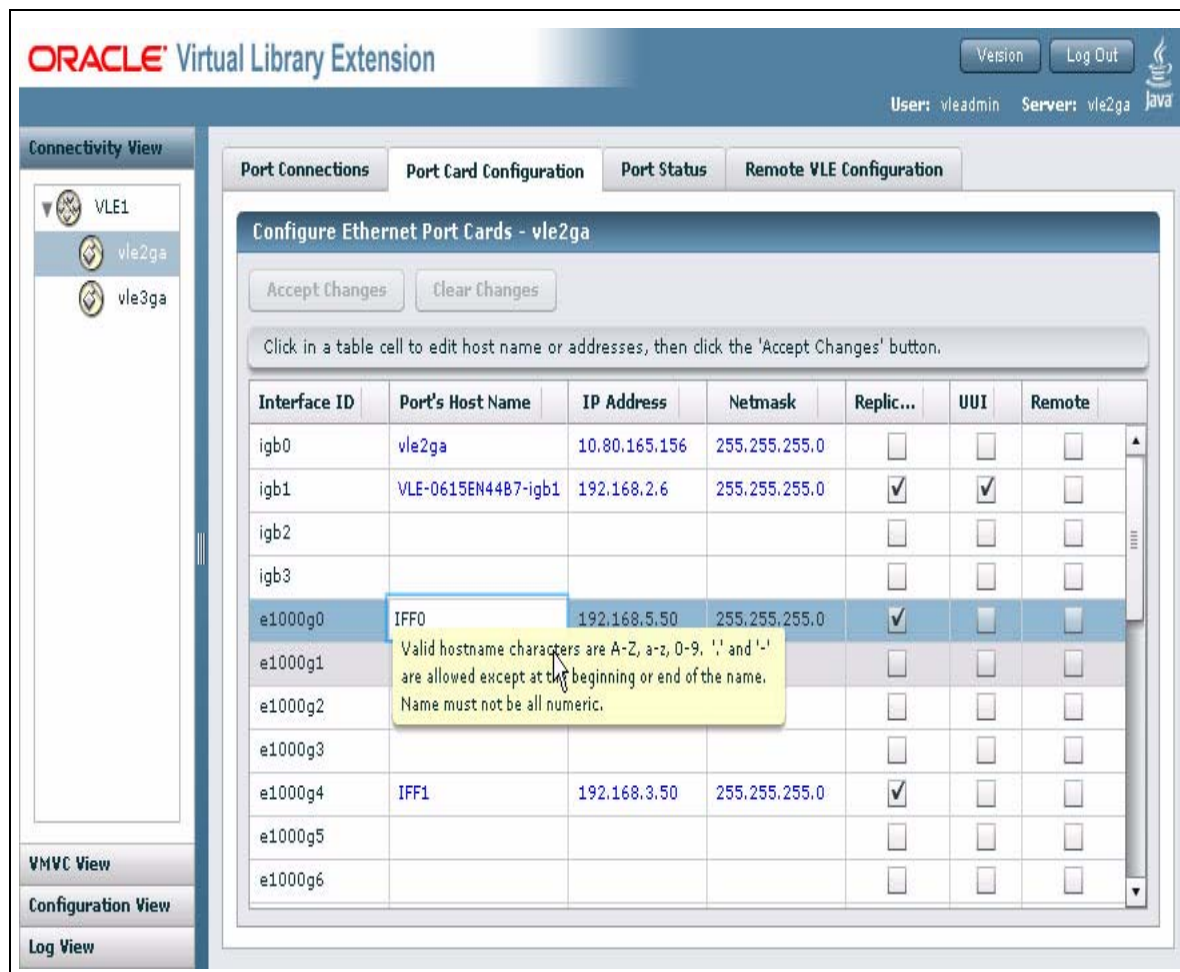 ORACLE Virtual Library Extension
Version
Log Out
Java
User: vleadmin Server: vle2ga
Connectivity View
VLE1
vle2ga
vle3ga
VMVC View
Configuration View
Log View
Port Connections
Port Card Configuration
Port Status
Remote VLE Configuration
Configure Ethernet Port Cards - vle2ga
Accept Changes
Clear Changes
Click in a table cell to edit host name or addresses, then click the 'Accept Changes' button.
Interface ID Port's Host Name IP Address Netmask Replic... UUI Remote
igb0 vle2ga 10.80.165.156 255.255.255.0
igb1 VLE-0615EN44B7-igb1 192.168.2.6 255.255.255.0
igb2
igb3
e1000g0 IFF0 192.168.5.50 255.255.255.0
Valid hostname characters are A-Z, a-z, 0-9. '.' and '-'
are allowed except at the beginning or end of the name.
Name must not be all numeric.
e1000g1
e1000g2
e1000g3
e1000g4 IFF1 192.168.3.50 255.255.255.0
e1000g5
e1000g6